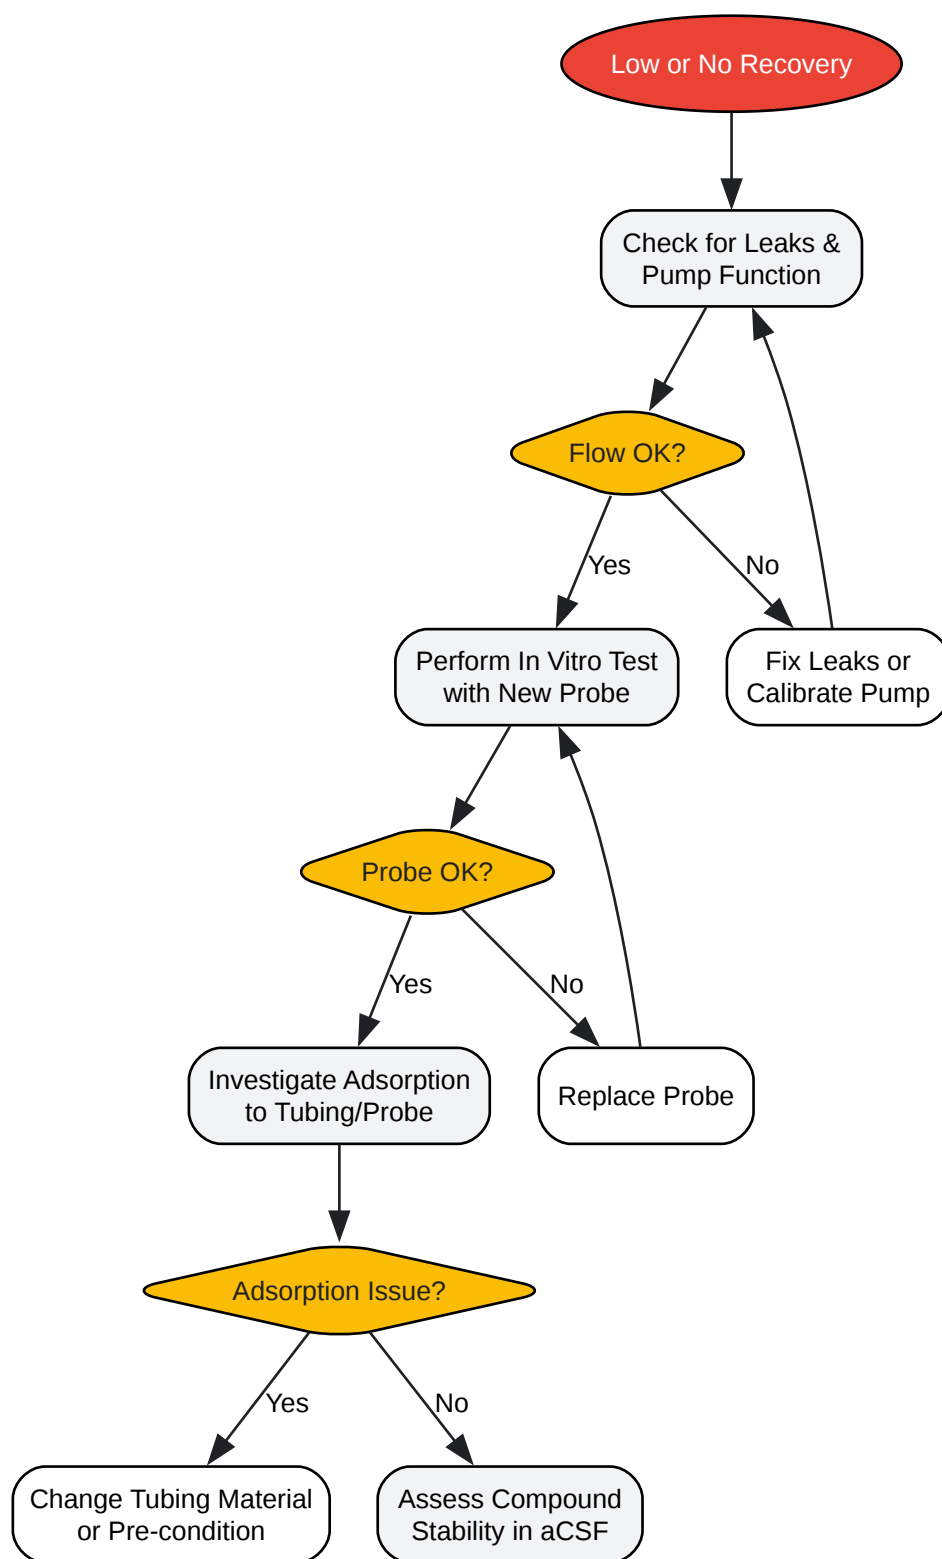 Low or No Recovery
Check for Leaks &
Pump Function
Flow OK?
Yes
No
Perform In Vitro Test
with New Probe
Fix Leaks or
Calibrate Pump
Probe OK?
Yes
No
Investigate Adsorption
to Tubing/Probe
Replace Probe
Adsorption Issue?
Yes
No
Change Tubing Material
or Pre-condition
Assess Compound
Stability in aCSF